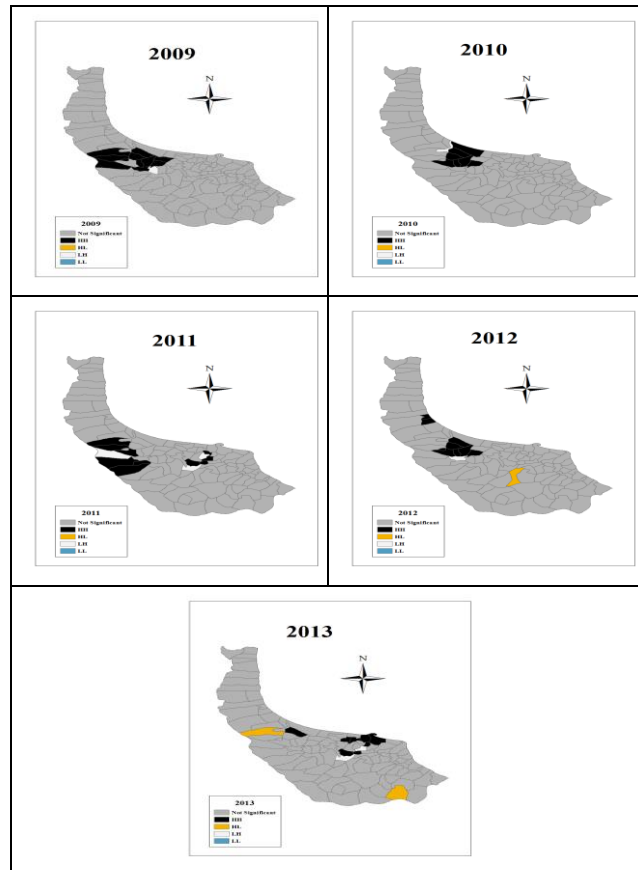 2009
N
2009
Not Significant
HH
HL
LH
LL
2010
N
2010
Not Significant
HH
HL
LH
LL
2011
N
2011
Not Significant
HH
HL
LH
LL
2012
N
2012
Not Significant
HH
HL
LH
LL
2013
N
2013
Not Significant
HH
HL
LH
LL